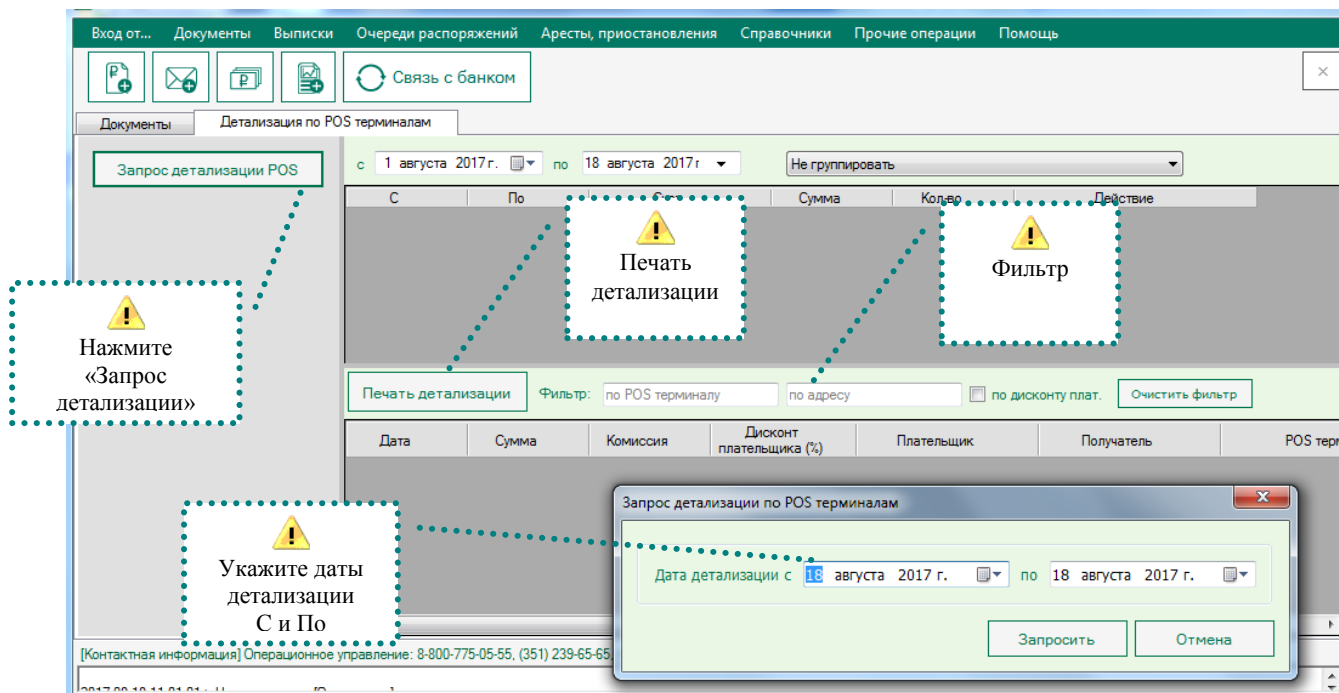 Вход от... Документы Выписки Очереди распоряжений Аресты, приостановления Справочники Прочие операции Помощь
Связь с банком
Документы Детализация по POS терминалам
Запрос детализации POS
с 1 августа 2017 г. по 18 августа 2017 г Не группировать
С По Сумма Кол-во Действие
Печать
детализации
Фильтр
Нажмите
«Запрос
детализации»
Печать детализации Фильтр: по POS терминалу по адресу по дисконту плат. Очистить фильтр
Дата Сумма Комиссия Дисконт плательщика (%) Плательщик Получатель POS терм
Укажите даты
детализации
С и По
Запрос детализации по POS терминалам
Дата детализации с 18 августа 2017 г. по 18 августа 2017 г.
Запросить Отмена
[Контактная информация] Операционное управление: 8-800-775-05-55, (351) 239-65-65,